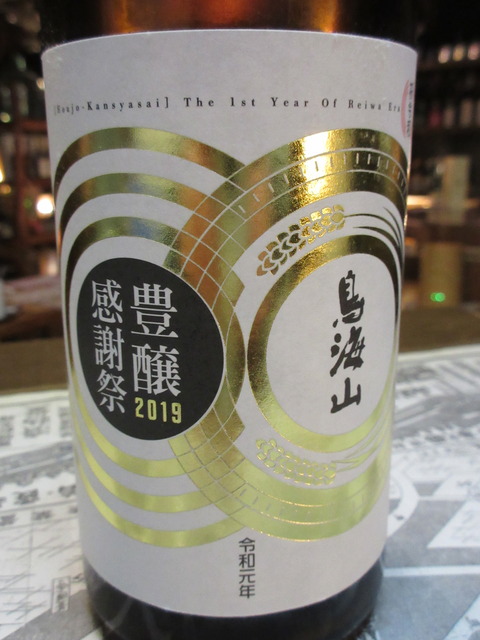 [Houjo-Kansyasai] The 1st Year Of Reiwa Era
豊醸
感謝祭
2019
鳥海山
令和元年